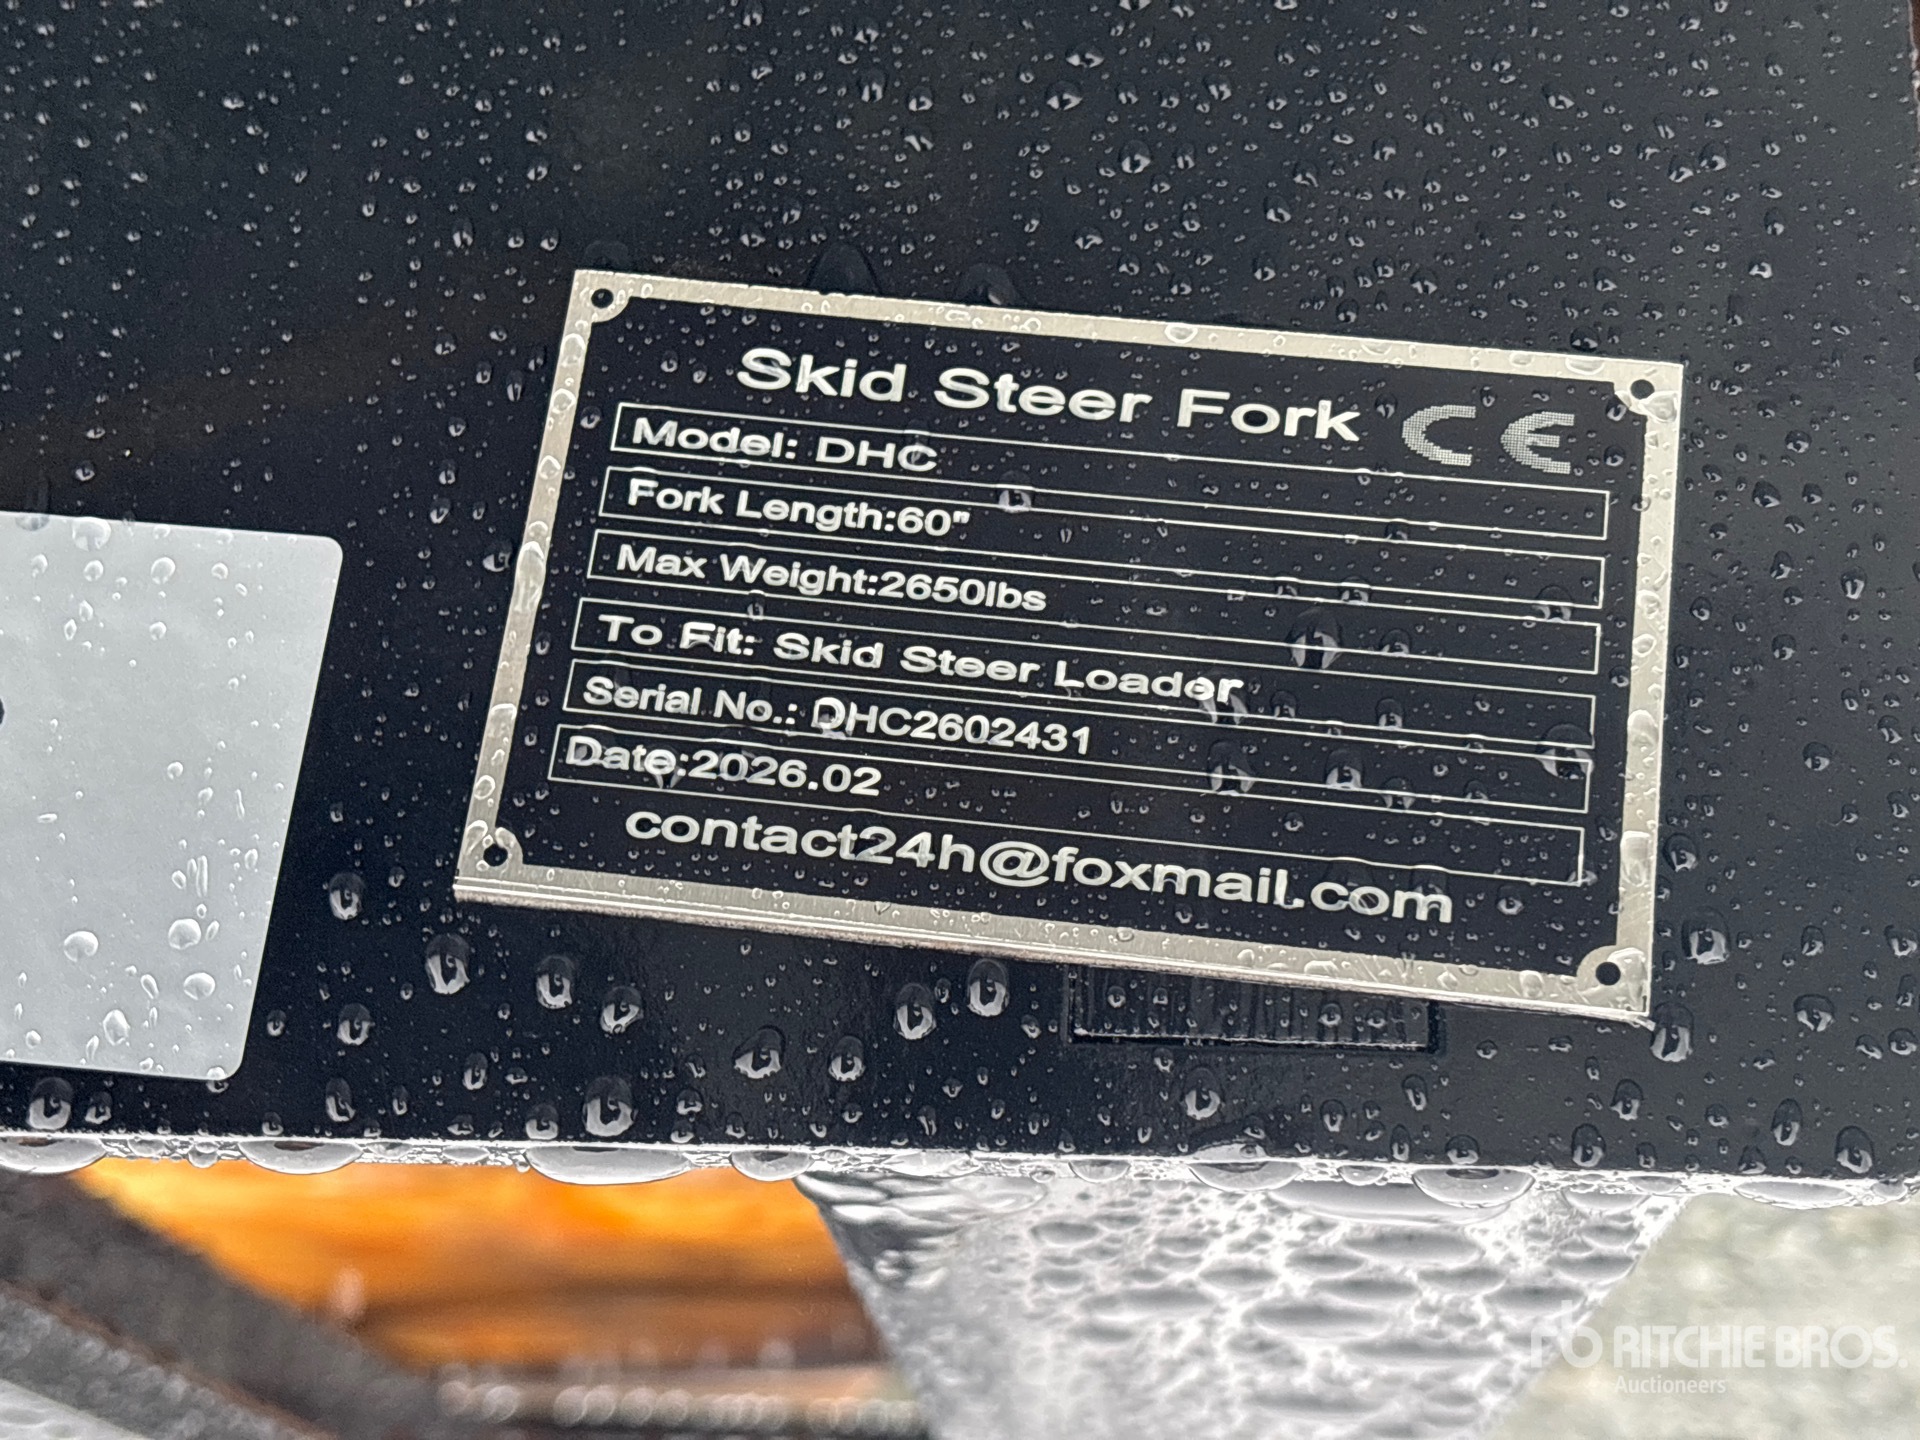 Skid Steer Fork CE
Model: DHC
Fork Length:60"
Max Weight:2650lbs
To Fit: Skid Steer Loader
Serial No.: DHC2602431
Date:2026.02
contact24h@foxmail.com
rb RITCHIE BROS.
Auctioneers